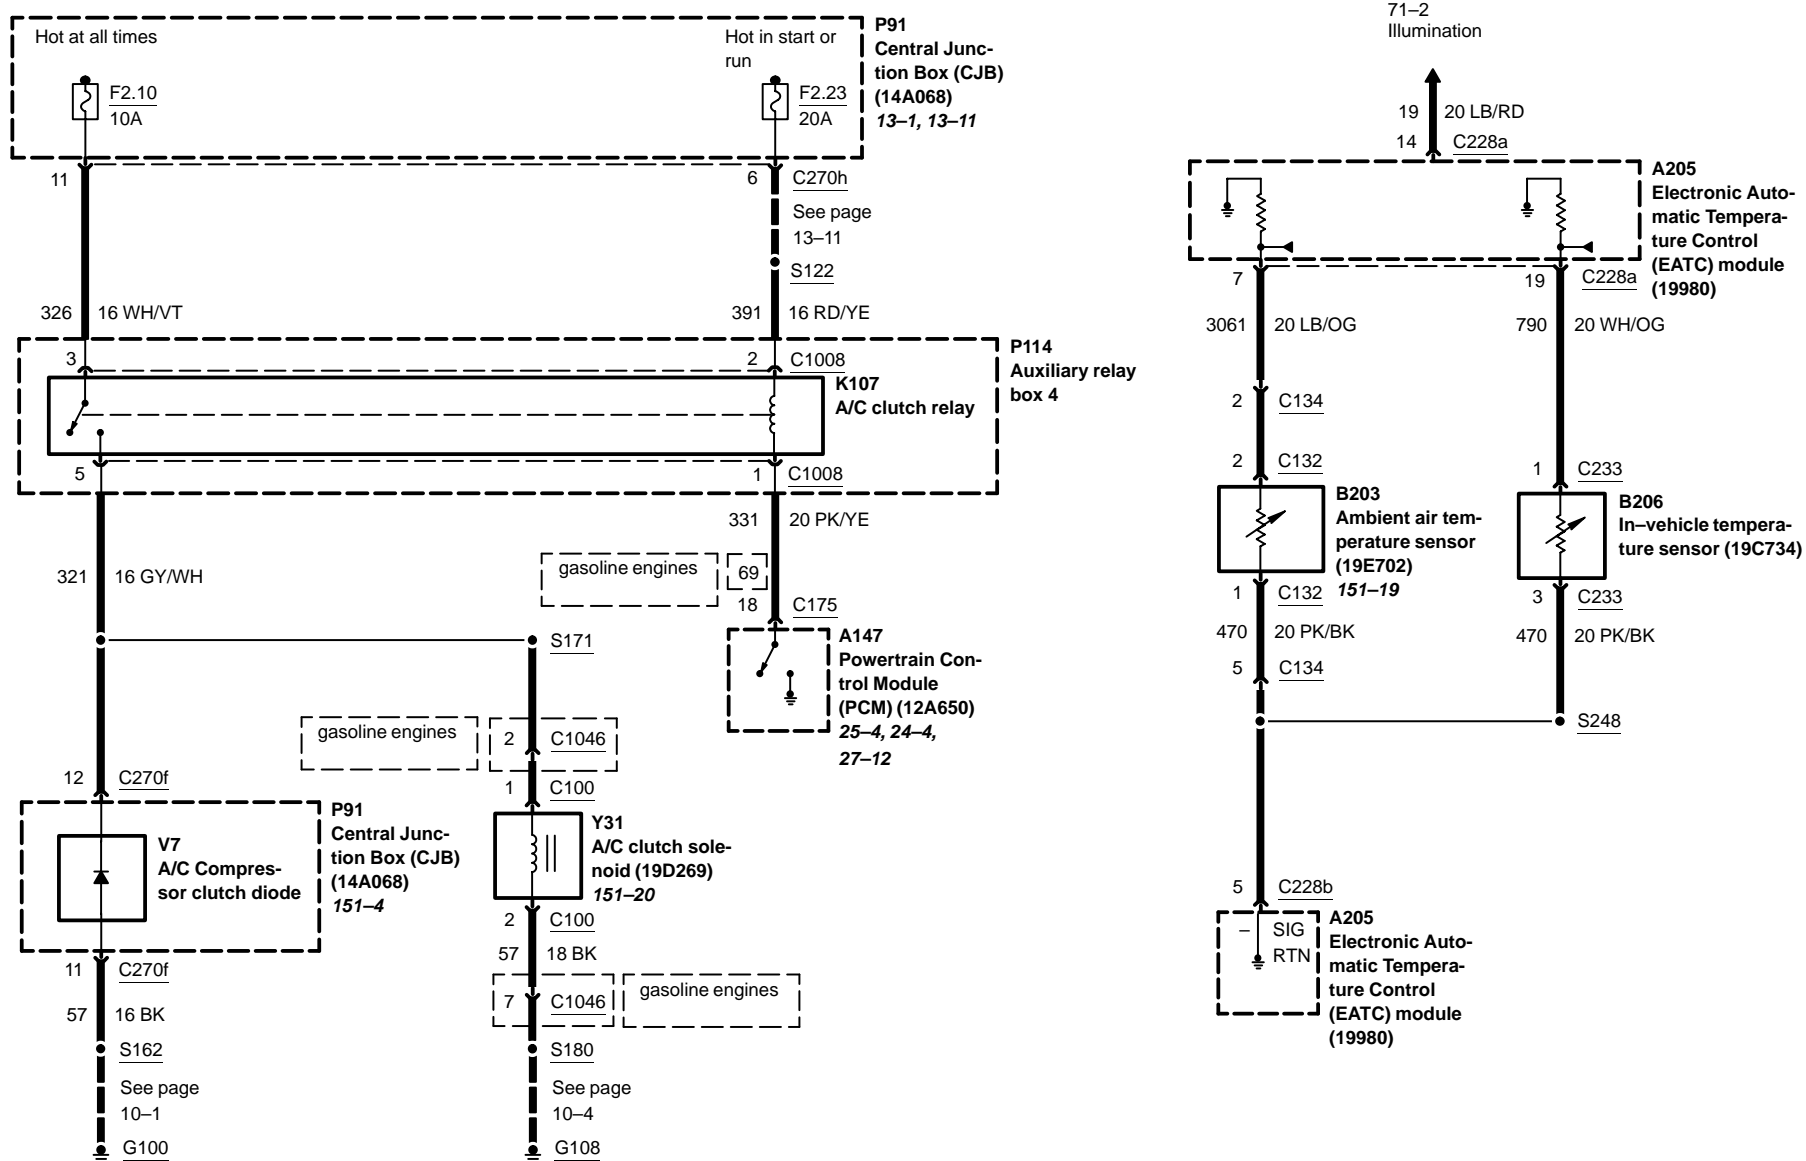 Hot at all times
Hot in start or
run
F2.10
10A
F2.23
20A
P91
Central Junc-
tion Box (CJB)
(14A068)
13–1, 13–11
11
6 C270h
See page
13–11
S122
326 16 WH/VT
391 16 RD/YE
3
2 C1008
P114
Auxiliary relay
box 4
K107
A/C clutch relay
5
1 C1008
331 20 PK/YE
321 16 GY/WH
gasoline engines
69
18 C175
A147
Powertrain Con-
trol Module
(PCM) (12A650)
25–4, 24–4,
27–12
S171
gasoline engines
2 C1046
1 C100
12 C270f
P91
Central Junc-
tion Box (CJB)
(14A068)
151–4
V7
A/C Compres-
sor clutch diode
Y31
A/C clutch sole-
noid (19D269)
151–20
2 C100
57 18 BK
11 C270f
57 16 BK
7 C1046
gasoline engines
S162
See page
10–1
G100
S180
See page
10–4
G108
71–2
Illumination
19 20 LB/RD
14 C228a
A205
Electronic Auto-
matic Tempera-
ture Control
(EATC) module
(19980)
7
19 C228a
3061 20 LB/OG
790 20 WH/OG
2 C134
2 C132
1 C233
B203
Ambient air tem-
perature sensor
(19E702)
151–19
B206
In–vehicle tempera-
ture sensor (19C734)
1 C132
3 C233
470 20 PK/BK
470 20 PK/BK
5 C134
S248
5 C228b
– SIG
RTN
A205
Electronic Auto-
matic Tempera-
ture Control
(EATC) module
(19980)